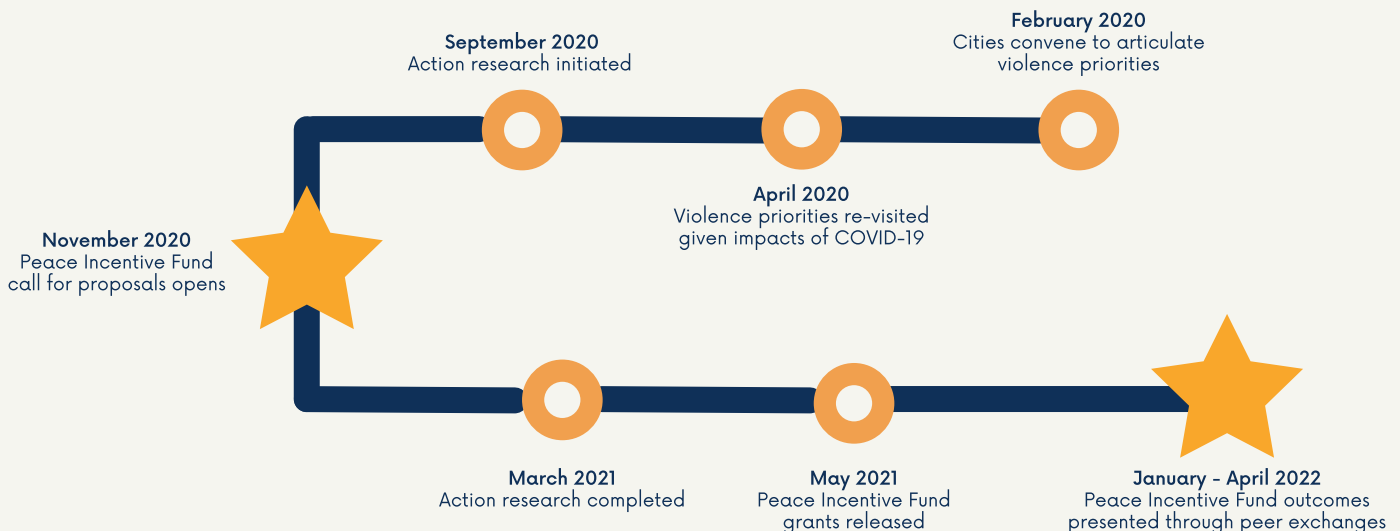 February 2020
Cities convene to articulate
violence priorities
April 2020
Violence priorities re-visited
given impacts of COVID-19
September 2020
Action research initiated
November 2020
Peace Incentive Fund
call for proposals opens
March 2021
Action research completed
May 2021
Peace Incentive Fund
grants released
January - April 2022
Peace Incentive Fund outcomes
presented through peer exchanges